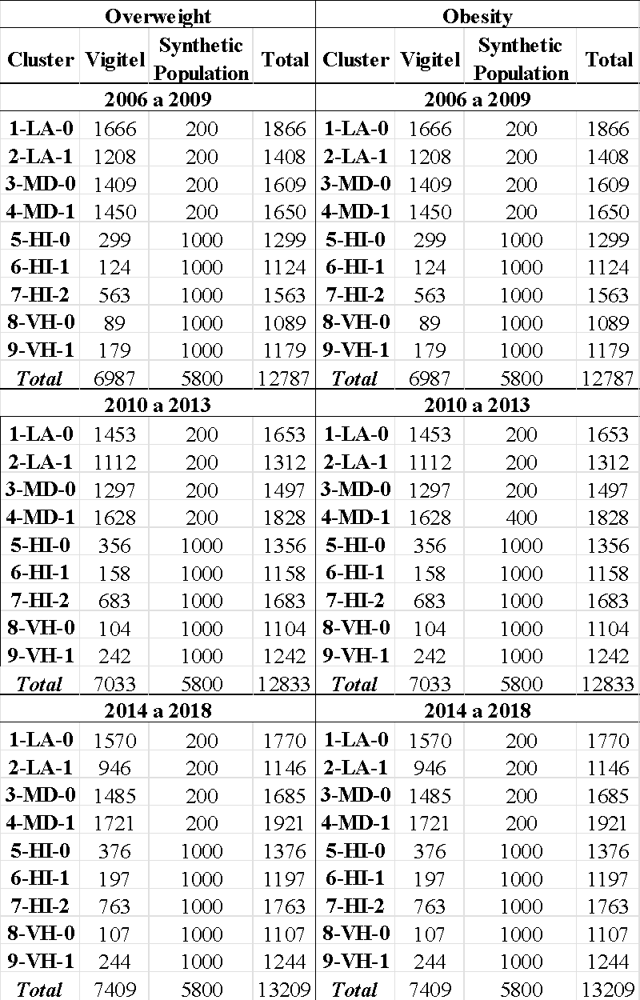 Overweight Obesity
Cluster Vigitel Synthetic Population Total Cluster Vigitel Synthetic Population Total
2006 a 2009 2006 a 2009
1-LA-0 1666 200 1866 1-LA-0 1666 200 1866
2-LA-1 1208 200 1408 2-LA-1 1208 200 1408
3-MD-0 1409 200 1609 3-MD-0 1409 200 1609
4-MD-1 1450 200 1650 4-MD-1 1450 200 1650
5-HI-0 299 1000 1299 5-HI-0 299 1000 1299
6-HI-1 124 1000 1124 6-HI-1 124 1000 1124
7-HI-2 563 1000 1563 7-HI-2 563 1000 1563
8-VH-0 89 1000 1089 8-VH-0 89 1000 1089
9-VH-1 179 1000 1179 9-VH-1 179 1000 1179
Total 6987 5800 12787 Total 6987 5800 12787
2010 a 2013 2010 a 2013
1-LA-0 1453 200 1653 1-LA-0 1453 200 1653
2-LA-1 1112 200 1312 2-LA-1 1112 200 1312
3-MD-0 1297 200 1497 3-MD-0 1297 200 1497
4-MD-1 1628 200 1828 4-MD-1 1628 400 1828
5-HI-0 356 1000 1356 5-HI-0 356 1000 1356
6-HI-1 158 1000 1158 6-HI-1 158 1000 1158
7-HI-2 683 1000 1683 7-HI-2 683 1000 1683
8-VH-0 104 1000 1104 8-VH-0 104 1000 1104
9-VH-1 242 1000 1242 9-VH-1 242 1000 1242
Total 7033 5800 12833 Total 7033 5800 12833
2014 a 2018 2014 a 2018
1-LA-0 1570 200 1770 1-LA-0 1570 200 1770
2-LA-1 946 200 1146 2-LA-1 946 200 1146
3-MD-0 1485 200 1685 3-MD-0 1485 200 1685
4-MD-1 1721 200 1921 4-MD-1 1721 200 1921
5-HI-0 376 1000 1376 5-HI-0 376 1000 1376
6-HI-1 197 1000 1197 6-HI-1 197 1000 1197
7-HI-2 763 1000 1763 7-HI-2 763 1000 1763
8-VH-0 107 1000 1107 8-VH-0 107 1000 1107
9-VH-1 244 1000 1244 9-VH-1 244 1000 1244
Total 7409 5800 13209 Total 7409 5800 13209